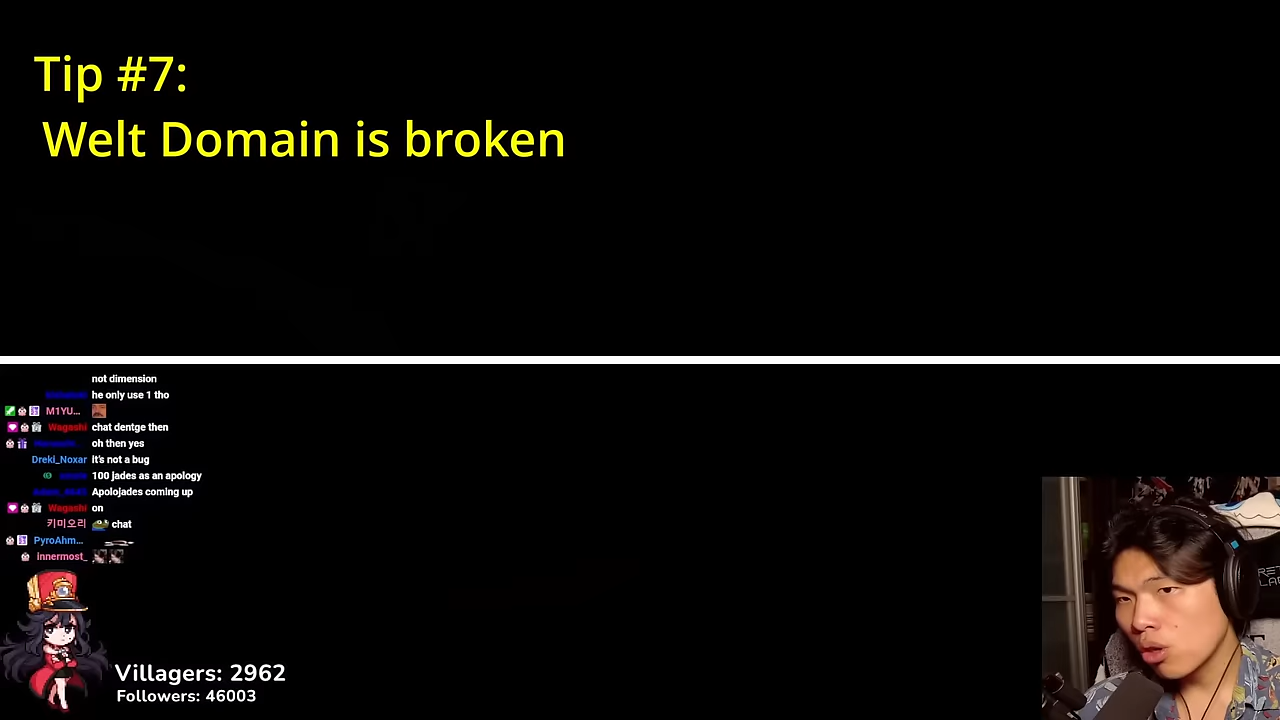 Tip #7:
Welt Domain is broken
not dimension
he only use 1 tho
M1YU...
Wagashi chat dentge then
oh then yes
Dreki_Noxar it's not a bug
100 jades as an apology
Apolojades coming up
Wagashi on
키미오리 chat
PyroAhm...
innermost_
Villagers: 2962
Followers: 46003